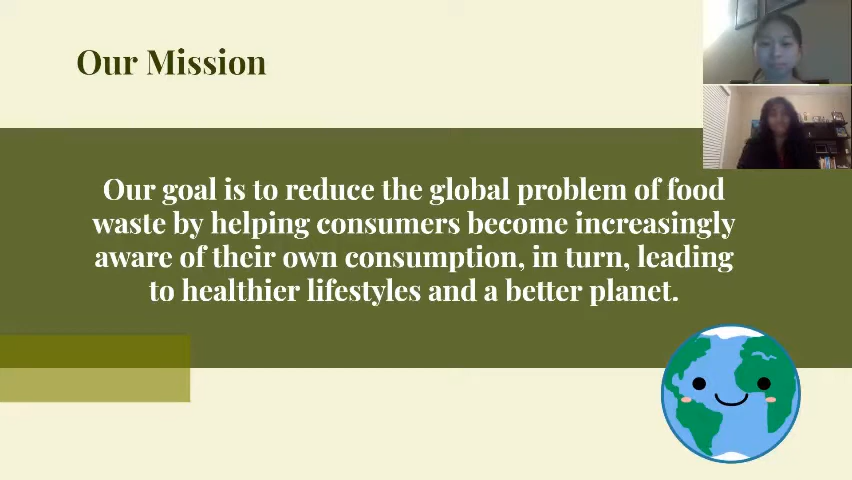 Our Mission
Our goal is to reduce the global problem of food
waste by helping consumers become increasingly
aware of their own consumption, in turn, leading
to healthier lifestyles and a better planet.